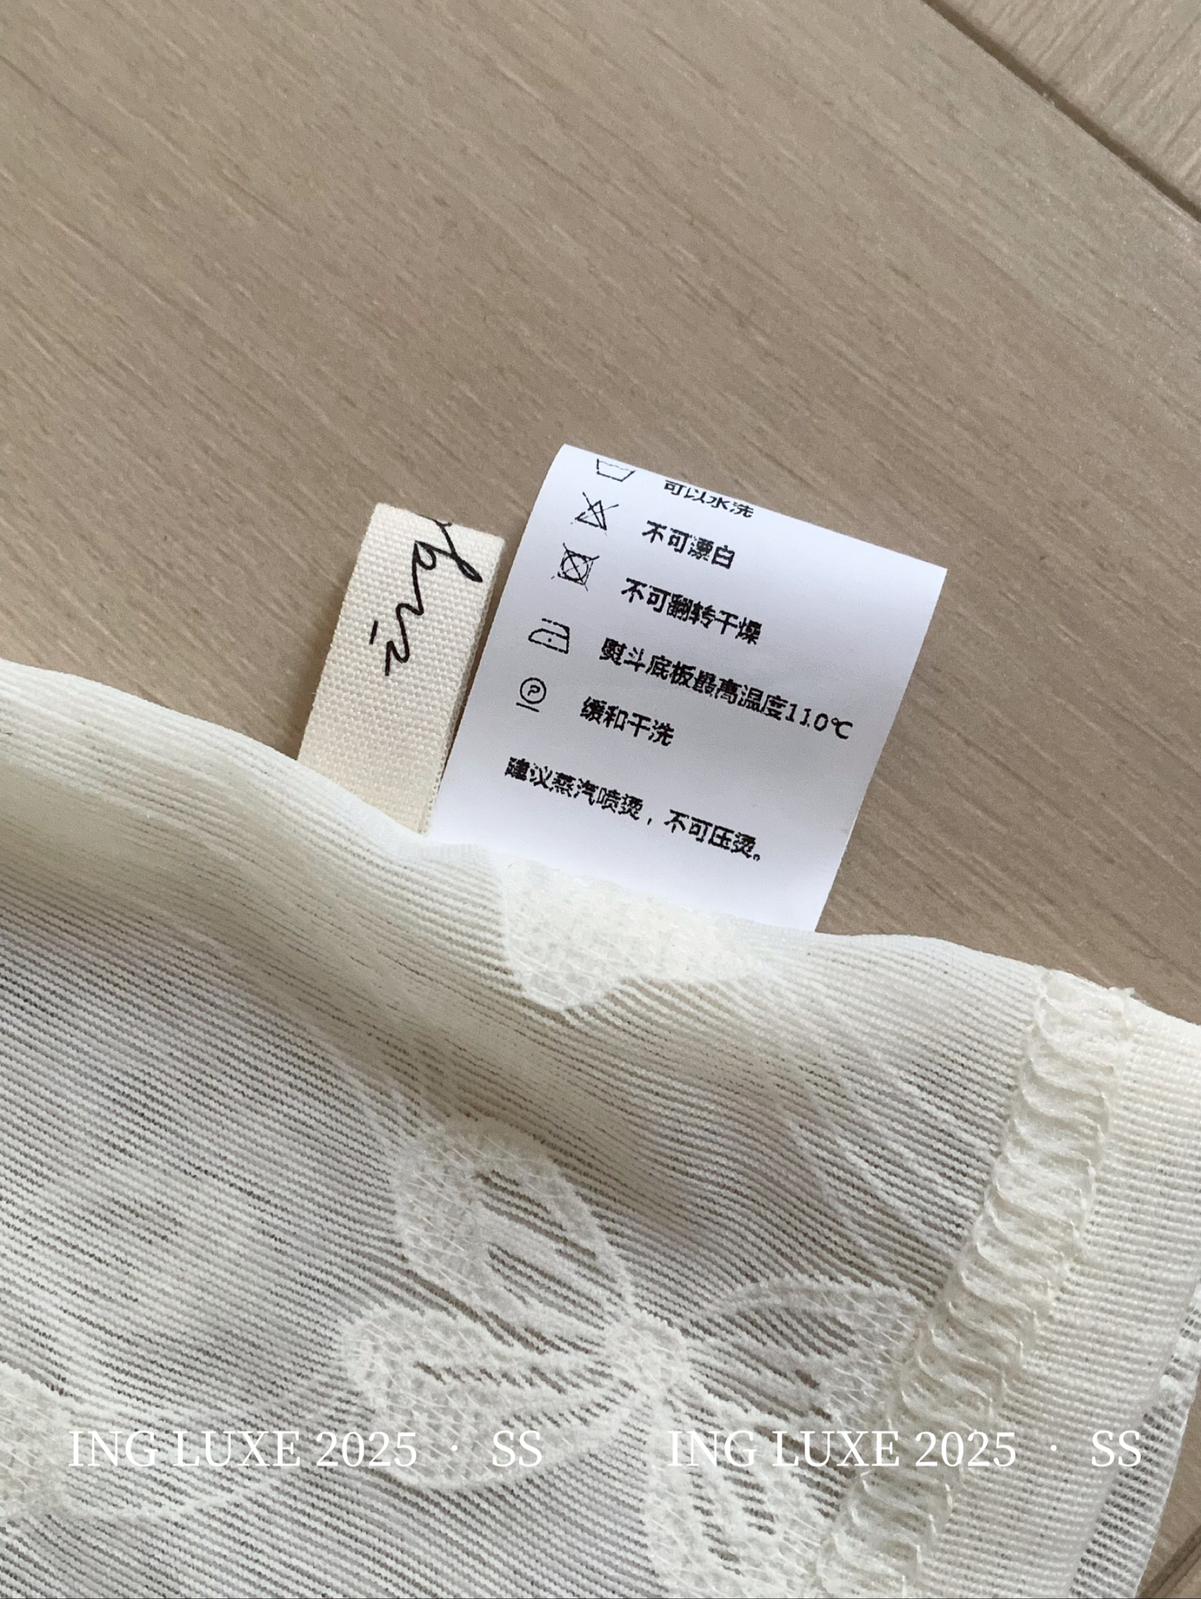 可以水洗
不可漂白
不可翻转干燥
熨斗底板最高温度110℃
P
缓和干洗
建议蒸汽喷烫，不可压烫。
ING LUXE 2025 · SS
ING LUXE 2025 · SS